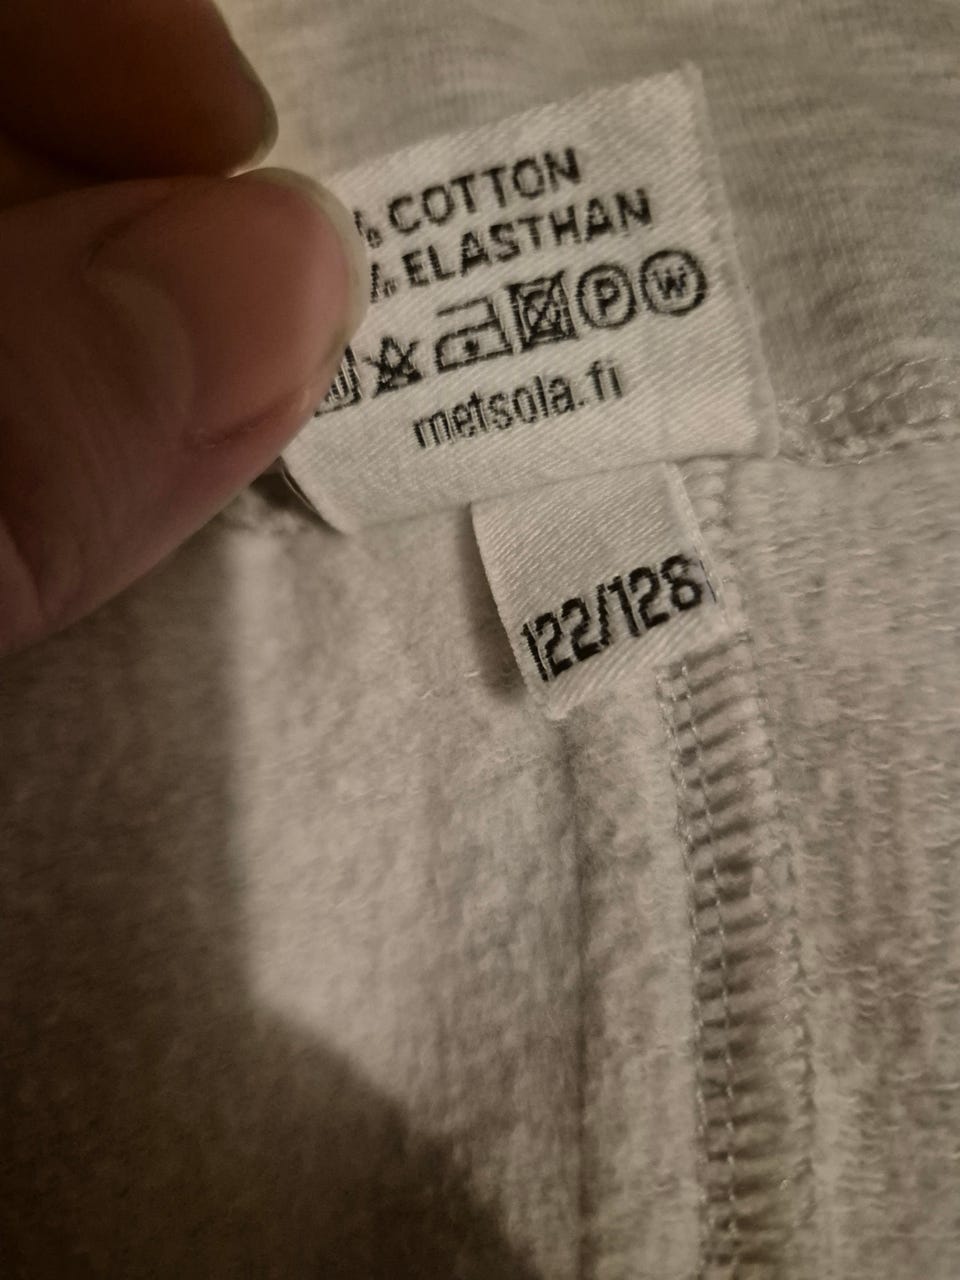 % COTTON
% ELASTHAN
P W
metsola.fi
122/128